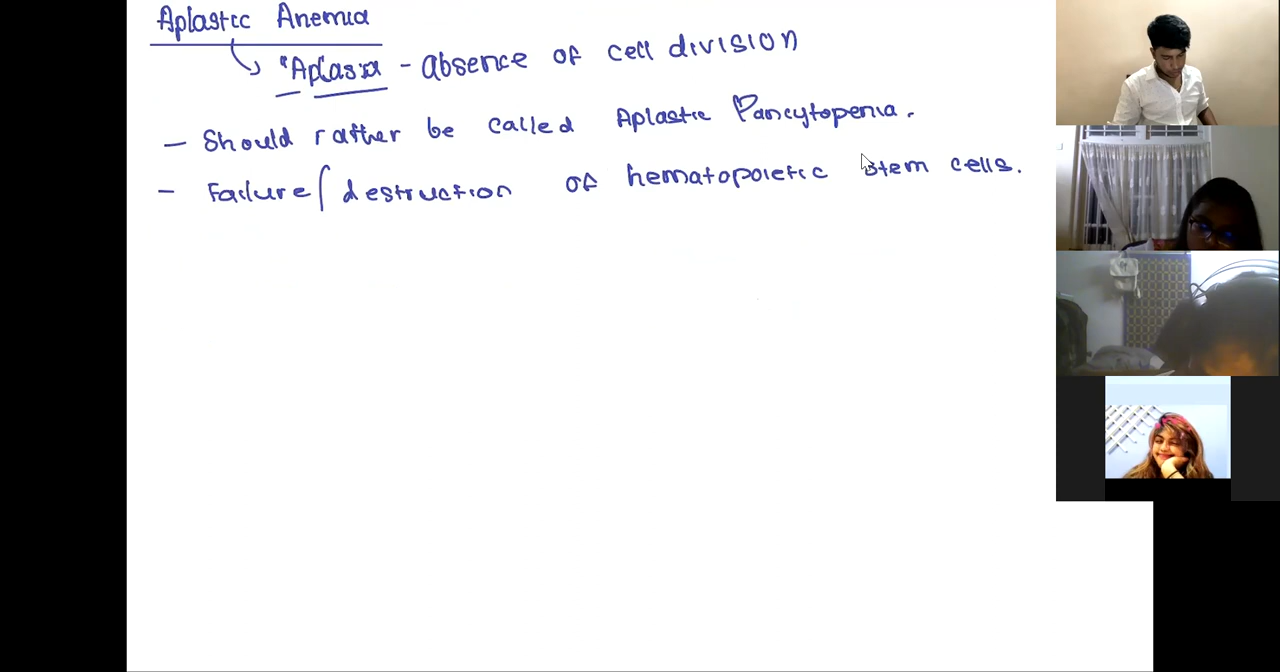 Aplastic Anemia
"Aplasia - absence of cell division
- Should rather be called Aplastic Pancytopenia.
- Failure/destruction of hematopoietic stem cells.